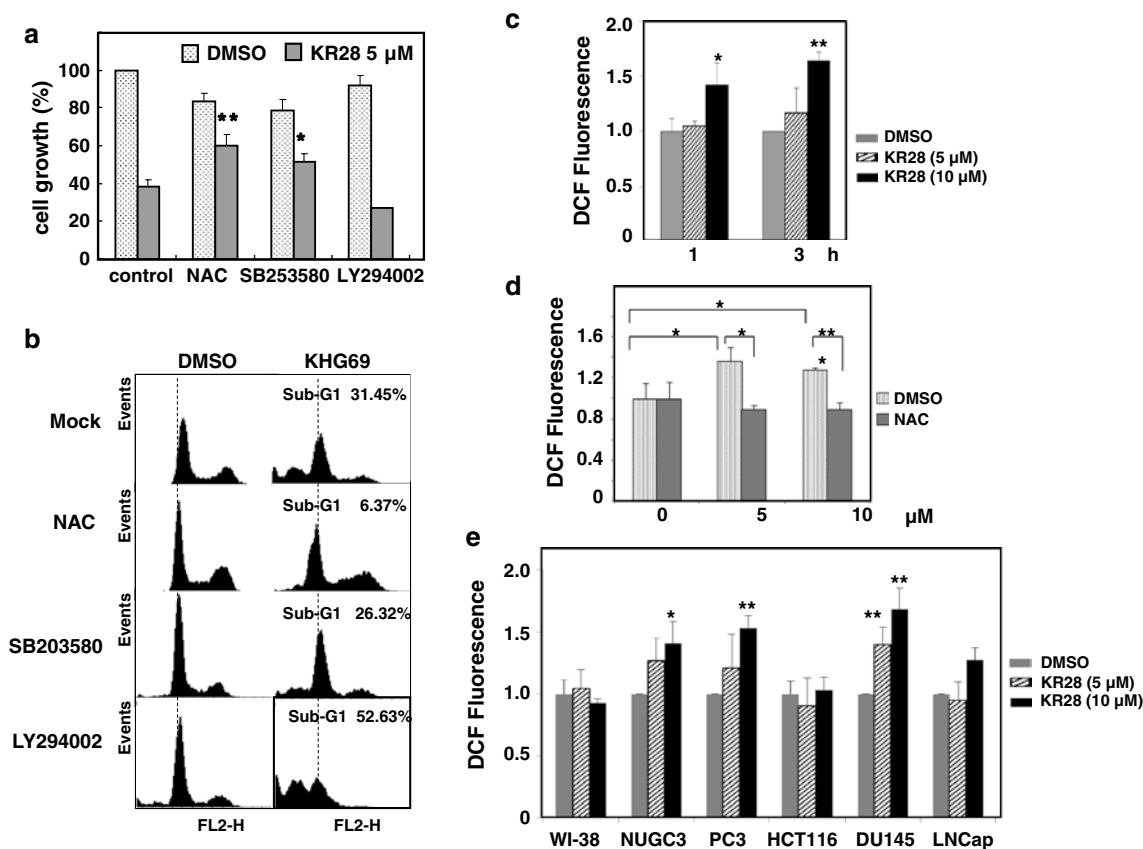 a
DMSO KR28 5 µM
cell growth (%)
100
80
60
40
20
0
** *
control NAC SB253580 LY294002
b
DMSO KHG69
Mock
Events
Sub-G1 31.45%
NAC
Events
Sub-G1 6.37%
SB203580
Events
Sub-G1 26.32%
LY294002
Events
Sub-G1 52.63%
FL2-H FL2-H
c
DCF Fluorescence
2.0
1.5
1.0
0.5
0
* **
1 3 h
DMSO
KR28 (5 µM)
KR28 (10 µM)
d
DCF Fluorescence
1.6
1.2
0.8
0.4
0
*
* * **
*
0 5 10 µM
DMSO
NAC
e
DCF Fluorescence
2.0
1.5
1.0
0.5
0
* ** ** **
WI-38 NUGC3 PC3 HCT116 DU145 LNCap
DMSO
KR28 (5 µM)
KR28 (10 µM)